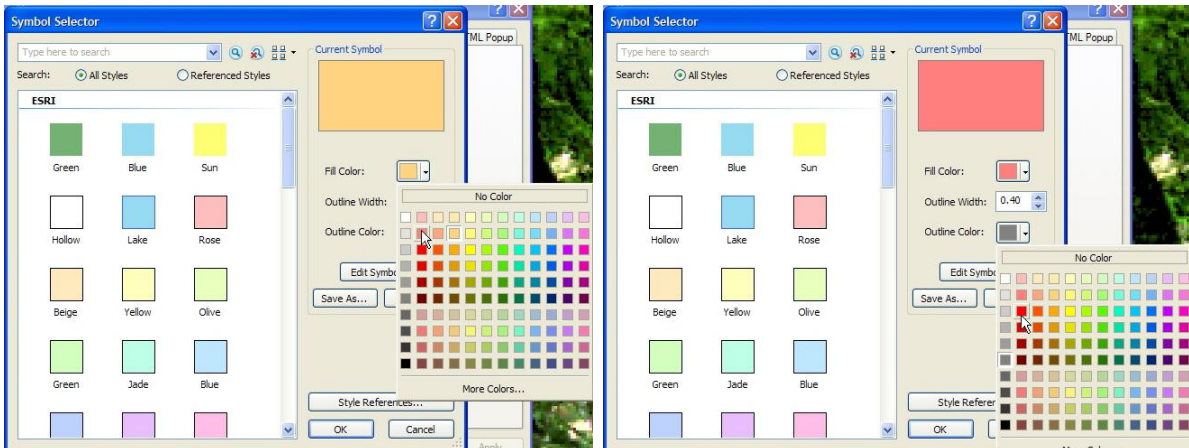 Symbol Selector
ML Popup
Type here to search
Search: All Styles Referenced Styles
Current Symbol
ESRI
Green Blue Sun
Fill Color:
No Color
Outline Width:
Hollow Lake Rose
Outline Color:
Edit Symbo
Beige Yellow Olive
Save As...
Green Jade Blue
More Colors...
Style References...
OK Cancel
Apply
Symbol Selector
TML Popup
Type here to search
Search: All Styles Referenced Styles
Current Symbol
ESRI
Green Blue Sun
Fill Color:
Outline Width: 0.40
Hollow Lake Rose
Outline Color:
No Color
Edit Symbo
Beige Yellow Olive
Save As...
Green Jade Blue
Style Referen
OK